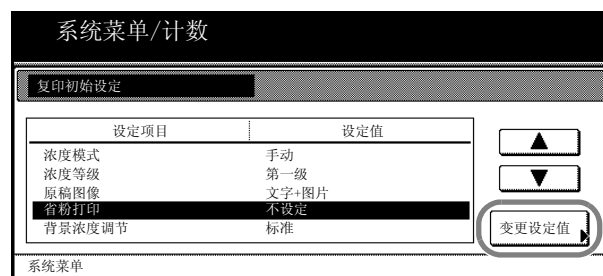 系统菜单/计数
复印初始设定
设定项目 设定值
浓度模式 手动
浓度等级 第一级
原稿图像 文字+图片
省粉打印 不设定
背景浓度调节 标准
变更设定值
系统菜单